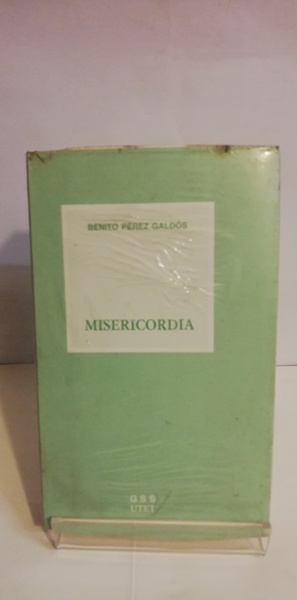 BENITO PÉREZ GALDÓS
MISERICORDIA
GSS
UTET